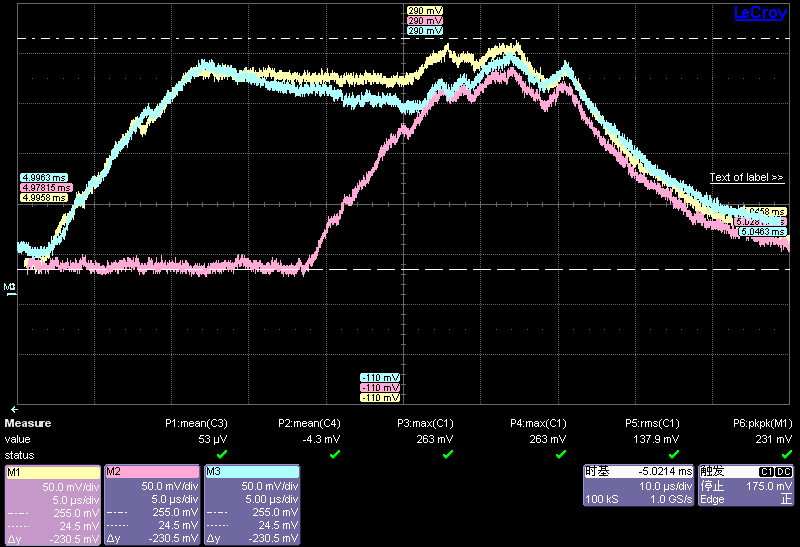 290 mV
290 mV
290 mV
LeCroy
4.9963 ms
4.97815 ms
4.9958 ms
Text of label >>
5.0463 ms
M3
-110 mV
-110 mV
-110 mV
Measure P1:mean(C3) P2:mean(C4) P3:max(C1) P4:max(C1) P5:rms(C1) P6:pkpk(M1)
value 53 µV -4.3 mV 263 mV 263 mV 137.9 mV 231 mV
status
M1
50.0 mV/div
5.0 µs/div
255.0 mV
24.5 mV
Δy -230.5 mV
M2
50.0 mV/div
5.0 µs/div
255.0 mV
24.5 mV
Δy -230.5 mV
M3
50.0 mV/div
5.00 µs/div
255.0 mV
24.5 mV
Δy -230.5 mV
时基 -5.0214 ms
10.0 µs/div
100 kS 1.0 GS/s
触发 C1 DC
停止 175.0 mV
Edge 正